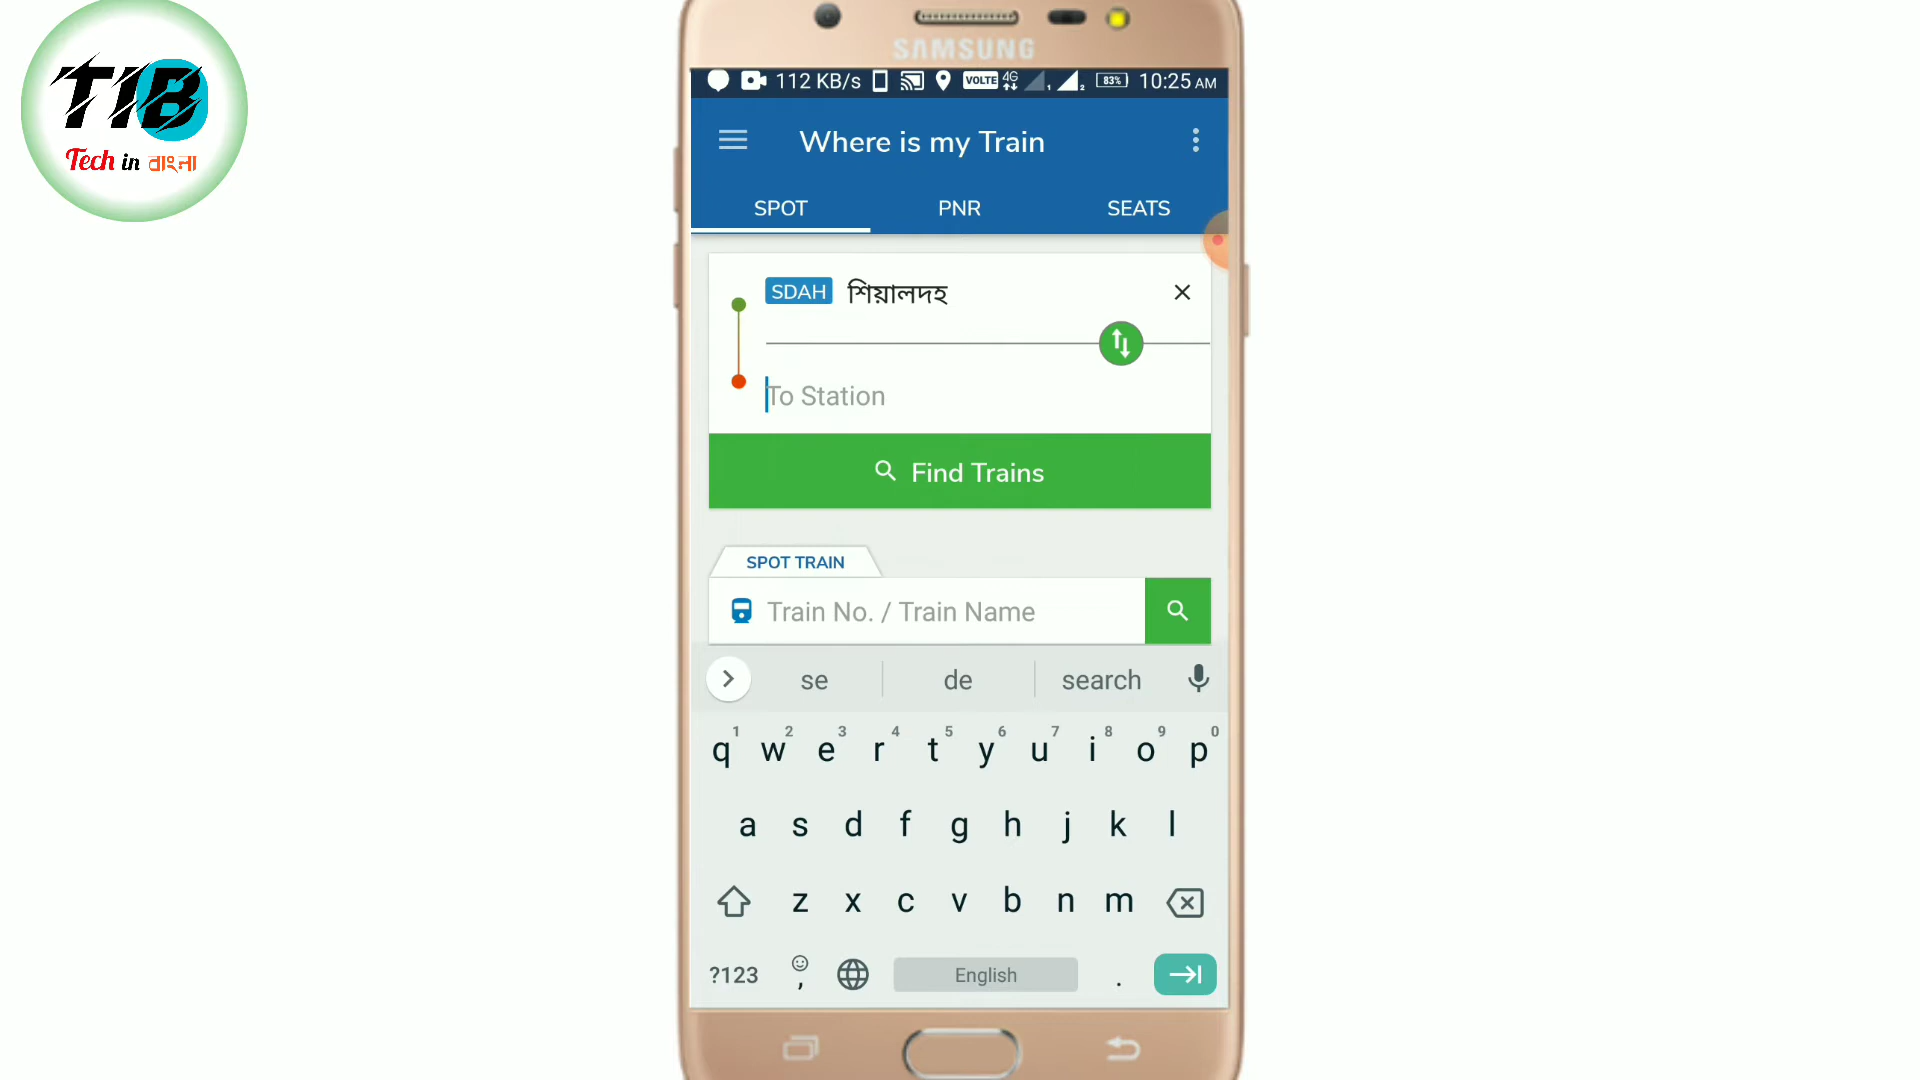 TIB
Tech in বাংলা
SAMSUNG
112 KB/s VOLTE 4G 1 2 83% 10:25 AM
Where is my Train
SPOT PNR SEATS
SDAH শিয়ালদহ
To Station
Find Trains
SPOT TRAIN
Train No. / Train Name
se de search
1 2 3 4 5 6 7 8 9 0
q w e r t y u i o p
a s d f g h j k l
z x c v b n m
?123 , English .